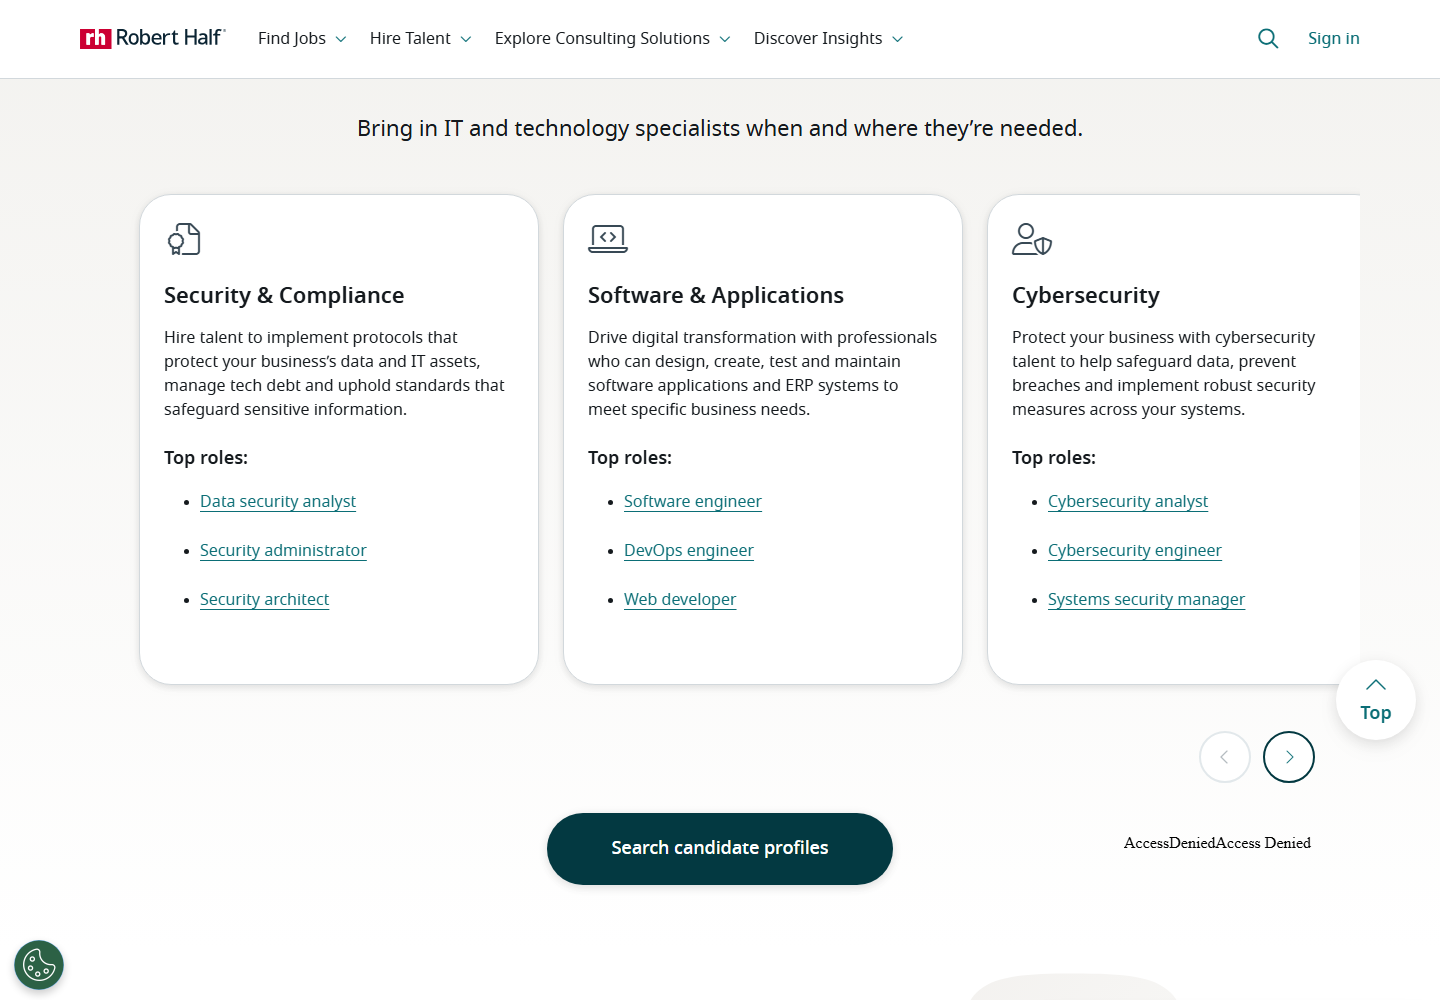 rh Robert Half®
Find Jobs
Hire Talent
Explore Consulting Solutions
Discover Insights
Sign in
Bring in IT and technology specialists when and where they’re needed.
Security & Compliance
Hire talent to implement protocols that
protect your business’s data and IT assets,
manage tech debt and uphold standards that
safeguard sensitive information.
Top roles:
• Data security analyst
• Security administrator
• Security architect
Software & Applications
Drive digital transformation with professionals
who can design, create, test and maintain
software applications and ERP systems to
meet specific business needs.
Top roles:
• Software engineer
• DevOps engineer
• Web developer
Cybersecurity
Protect your business with cybersecurity
talent to help safeguard data, prevent
breaches and implement robust security
measures across your systems.
Top roles:
• Cybersecurity analyst
• Cybersecurity engineer
• Systems security manager
Top
Search candidate profiles
AccessDeniedAccess Denied